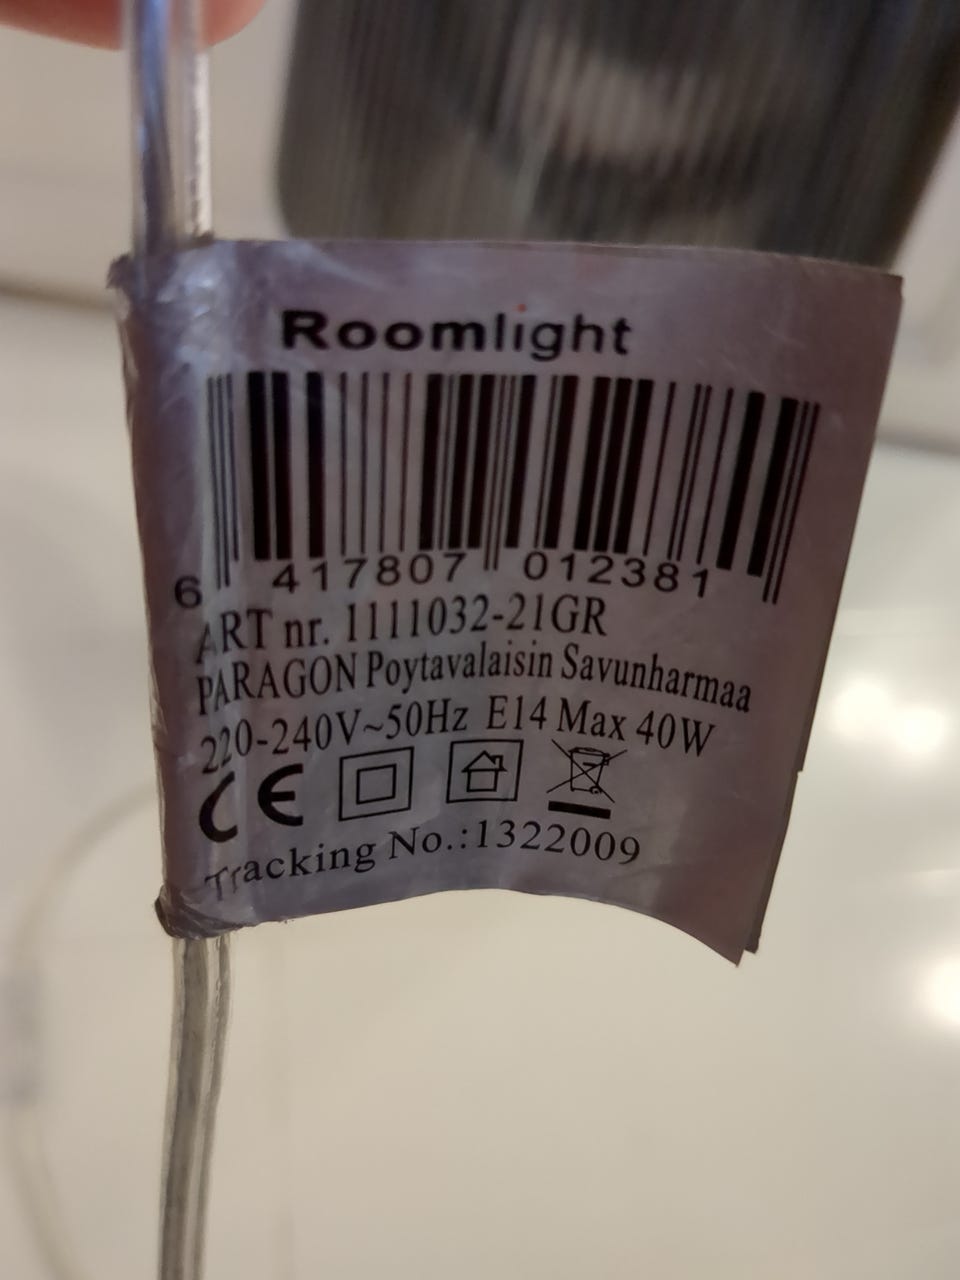 Roomlight
6 417807 012381
ART nr. 1111032-21GR
PARAGON Poytavalaisin Savunharmaa
220-240V~50Hz E14 Max 40W
CE
Tracking No.:1322009